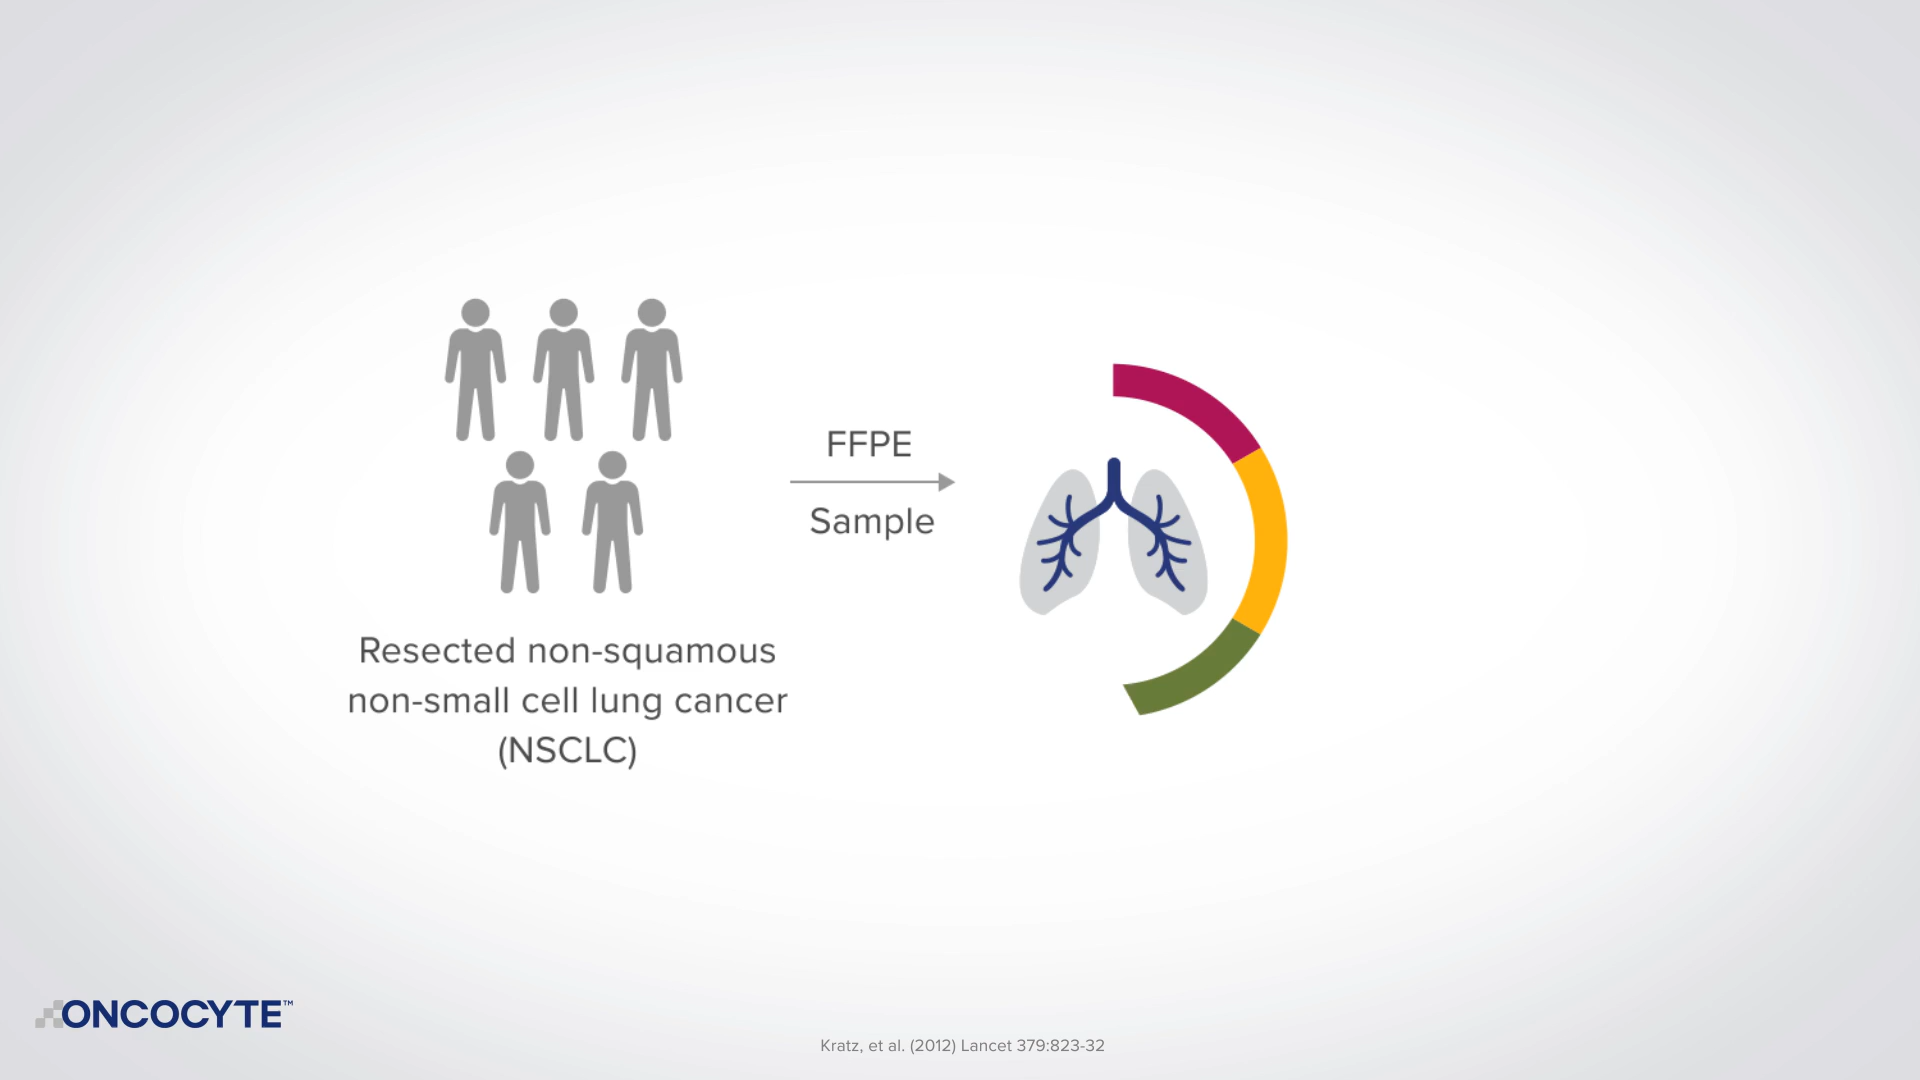 FFPE
Sample
Resected non-squamous
non-small cell lung cancer
(NSCLC)
ONCOCYTE™
Kratz, et al. (2012) Lancet 379:823-32